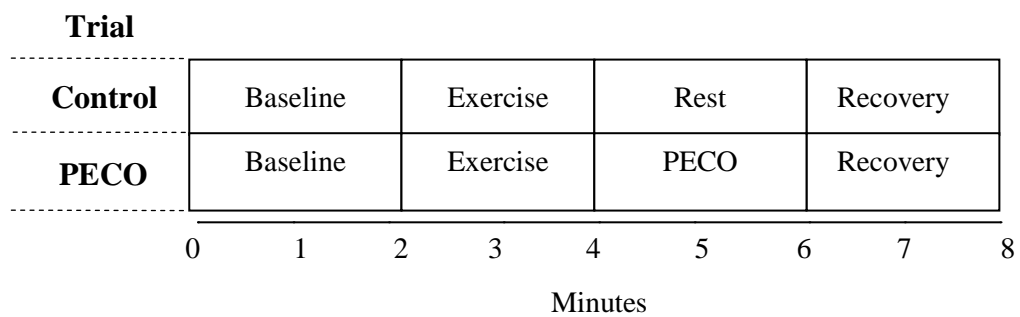 Trial
Control Baseline Exercise Rest Recovery
PECO Baseline Exercise PECO Recovery
0 1 2 3 4 5 6 7 8
Minutes